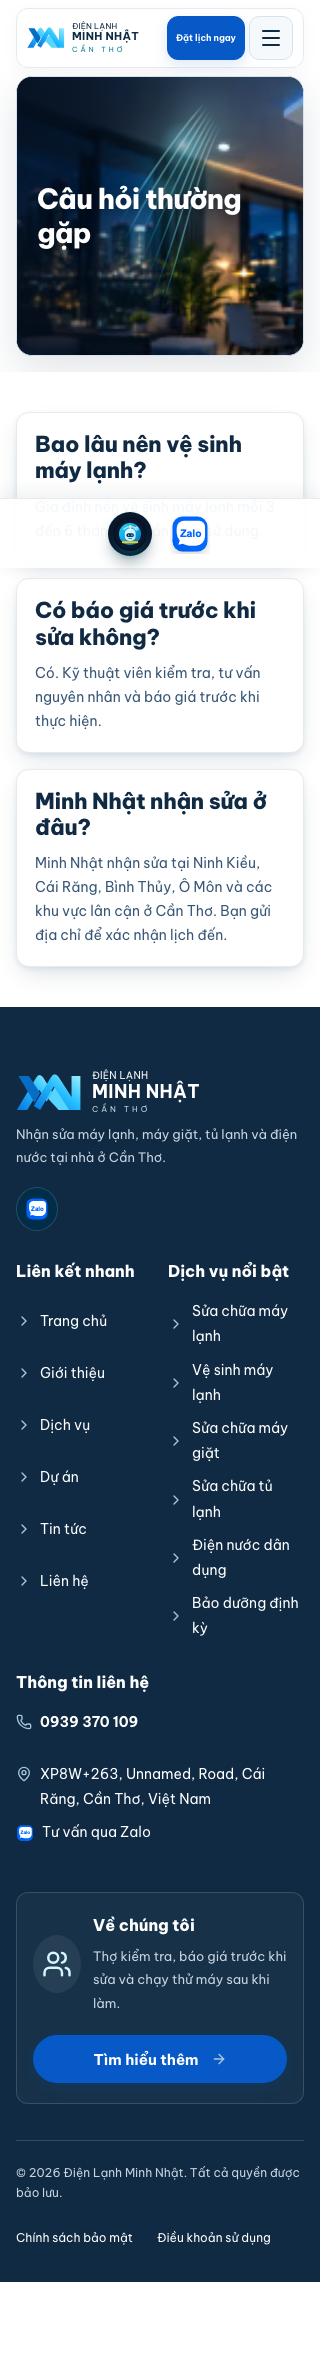 ĐIỆN LẠNH
MINH NHẬT
CẦN THƠ
Đặt lịch ngay
Câu hỏi thường
gặp
Bao lâu nên vệ sinh
máy lạnh?
Zalo
Có báo giá trước khi
sửa không?
Có. Kỹ thuật viên kiểm tra, tư vấn
nguyên nhân và báo giá trước khi
thực hiện.
Minh Nhật nhận sửa ở
đâu?
Minh Nhật nhận sửa tại Ninh Kiều,
Cái Răng, Bình Thủy, Ô Môn và các
khu vực lân cận ở Cần Thơ. Bạn gửi
địa chỉ để xác nhận lịch đến.
ĐIỆN LẠNH
MINH NHẬT
CẦN THƠ
Nhận sửa máy lạnh, máy giặt, tủ lạnh và điện
nước tại nhà ở Cần Thơ.
Zalo
Liên kết nhanh
Trang chủ
Giới thiệu
Dịch vụ
Dự án
Tin tức
Liên hệ
Dịch vụ nổi bật
Sửa chữa máy
lạnh
Vệ sinh máy
lạnh
Sửa chữa máy
giặt
Sửa chữa tủ
lạnh
Điện nước dân
dụng
Bảo dưỡng định
kỳ
Thông tin liên hệ
0939 370 109
XP8W+263, Unnamed, Road, Cái
Răng, Cần Thơ, Việt Nam
Zalo
Tư vấn qua Zalo
Về chúng tôi
Thợ kiểm tra, báo giá trước khi
sửa và chạy thử máy sau khi
làm.
Tìm hiểu thêm
© 2026 Điện Lạnh Minh Nhật. Tất cả quyền được
bảo lưu.
Chính sách bảo mật
Điều khoản sử dụng